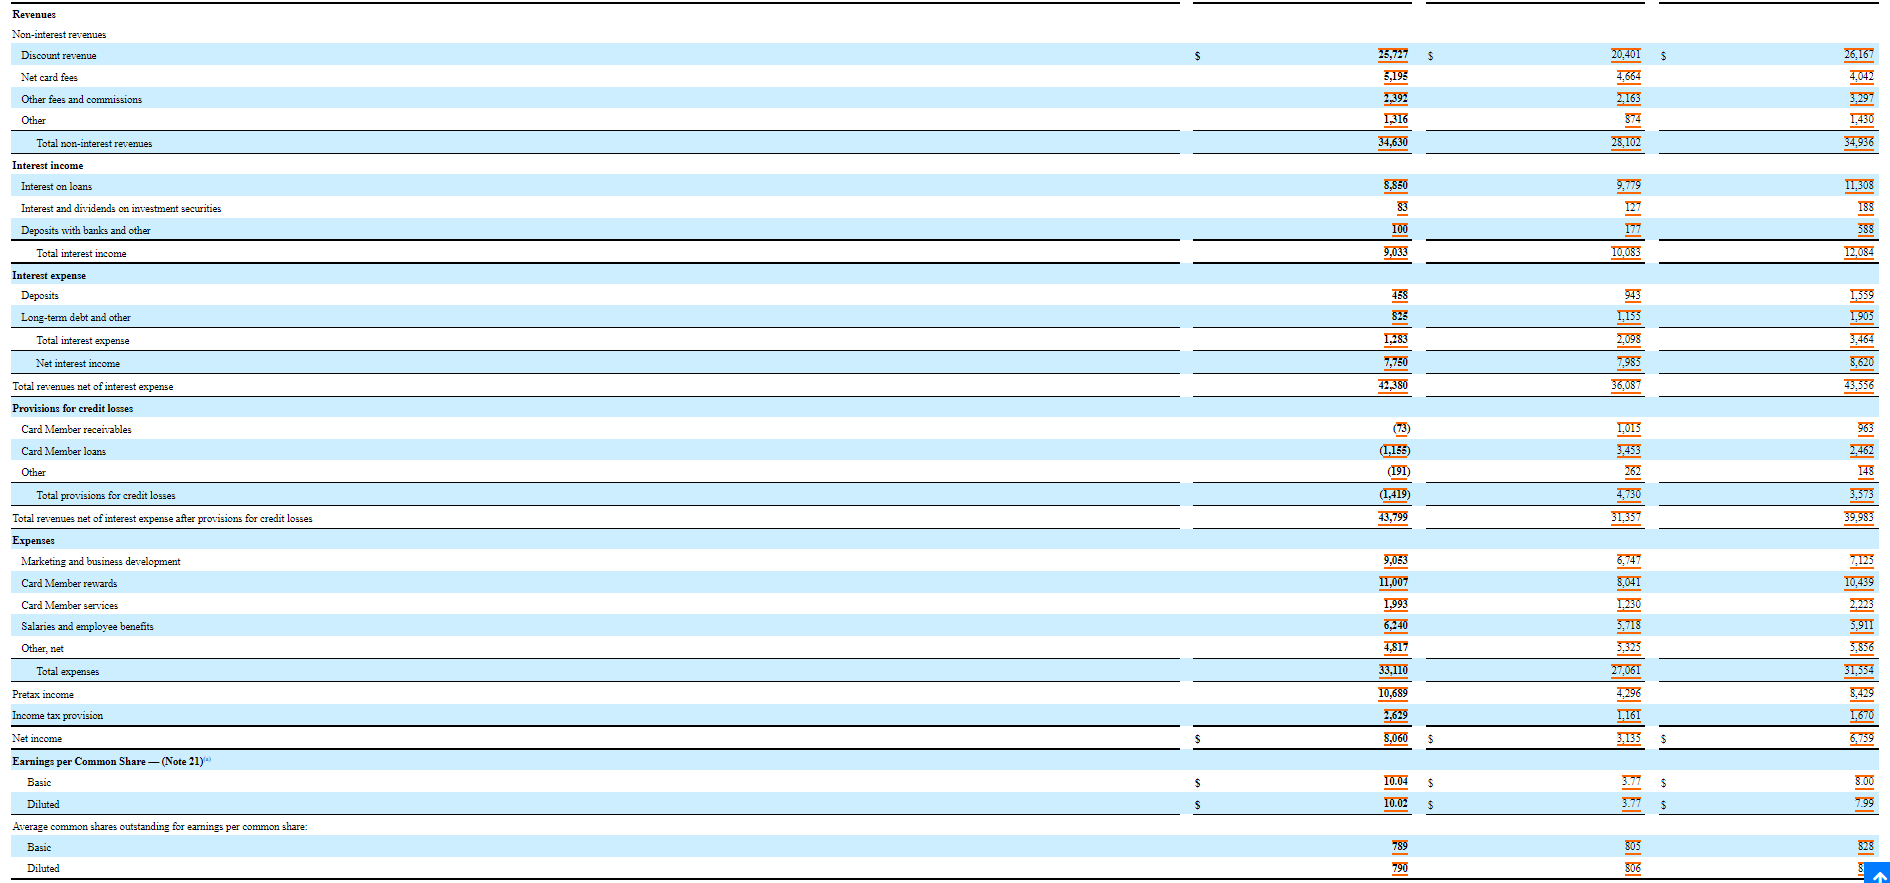 Revenues
Non-interest revenues
Discount revenue $ 25,727 $ 20,401 $ 26,167
Net card fees 5,195 4,664 4,042
Other fees and commissions 2,392 2,163 3,297
Other 1,316 874 1,430
Total non-interest revenues 34,630 28,102 34,936
Interest income
Interest on loans 8,850 9,779 11,308
Interest and dividends on investment securities 83 127 188
Deposits with banks and other 100 177 588
Total interest income 9,033 10,083 12,084
Interest expense
Deposits 458 943 1,559
Long-term debt and other 825 1,155 1,905
Total interest expense 1,283 2,098 3,464
Net interest income 7,750 7,985 8,620
Total revenues net of interest expense 42,380 36,087 43,556
Provisions for credit losses
Card Member receivables (73) 1,015 963
Card Member loans (1,155) 3,453 2,462
Other (191) 262 148
Total provisions for credit losses (1,419) 4,730 3,573
Total revenues net of interest expense after provisions for credit losses 43,799 31,357 39,983
Expenses
Marketing and business development 9,053 6,747 7,125
Card Member rewards 11,007 8,041 10,439
Card Member services 1,993 1,230 2,223
Salaries and employee benefits 6,240 5,718 5,911
Other, net 4,817 5,325 5,856
Total expenses 33,110 27,061 31,554
Pretax income 10,689 4,296 8,429
Income tax provision 2,629 1,161 1,670
Net income $ 8,060 $ 3,135 $ 6,759
Earnings per Common Share — (Note 21)(a)
Basic $ 10.04 $ 3.77 $ 8.00
Diluted $ 10.02 $ 3.77 $ 7.99
Average common shares outstanding for earnings per common share:
Basic 789 805 828
Diluted 790 806